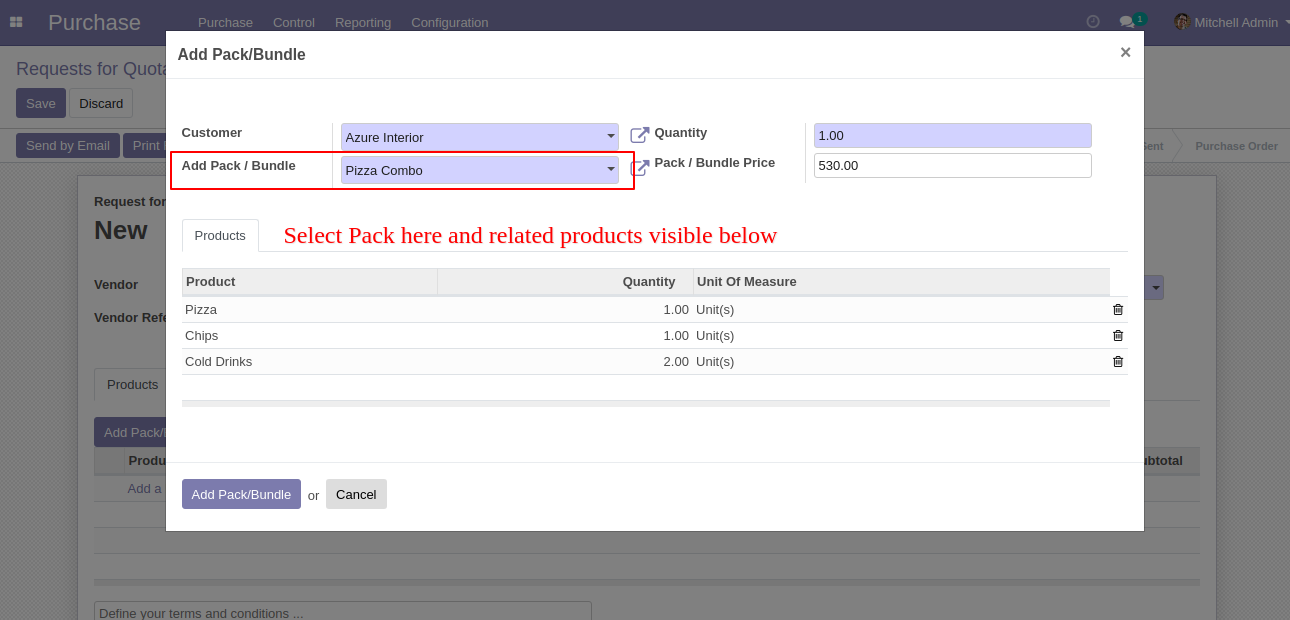 Purchase Purchase Control Reporting Configuration 1 Mitchell Admin
Add Pack/Bundle ×
Requests for Quota
Save Discard
Send by Email Print Sent Purchase Order
Customer Azure Interior Quantity 1.00
Add Pack / Bundle Pizza Combo Pack / Bundle Price 530.00
Request for
New
Products Select Pack here and related products visible below
Product Quantity Unit Of Measure
Vendor
Pizza 1.00 Unit(s)
Vendor Refe
Chips 1.00 Unit(s)
Cold Drinks 2.00 Unit(s)
Products
Add Pack/
Produ ubtotal
Add a
Add Pack/Bundle or Cancel
Define your terms and conditions ...